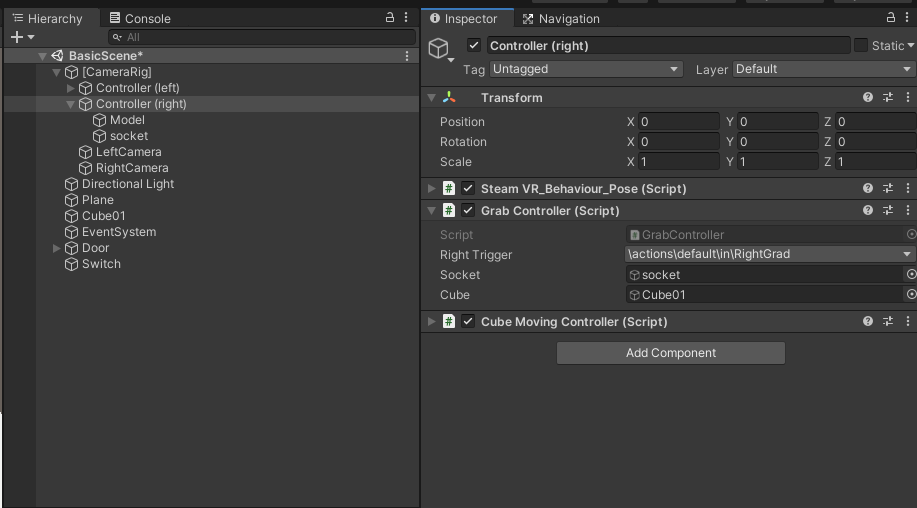 Hierarchy
Console
All
BasicScene*
[CameraRig]
Controller (left)
Controller (right)
Model
socket
LeftCamera
RightCamera
Directional Light
Plane
Cube01
EventSystem
Door
Switch
Inspector
Navigation
Controller (right)
Static
Tag Untagged
Layer Default
Transform
Position X 0 Y 0 Z 0
Rotation X 0 Y 0 Z 0
Scale X 1 Y 1 Z 1
Steam VR_Behaviour_Pose (Script)
Grab Controller (Script)
Script GrabController
Right Trigger \actions\default\in\RightGrad
Socket socket
Cube Cube01
Cube Moving Controller (Script)
Add Component